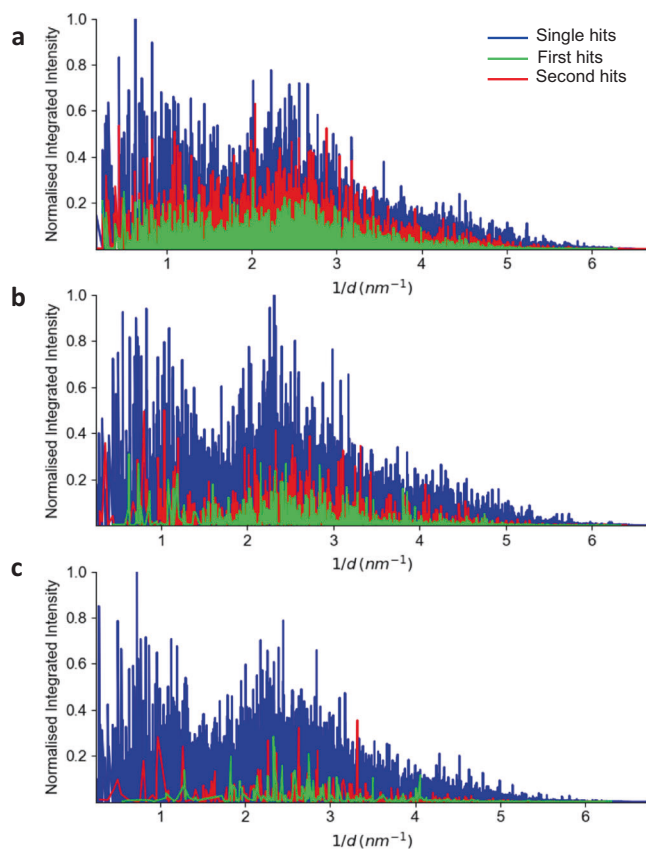 a
Normalised Integrated Intensity
1.0
0.8
0.6
0.4
0.2
Single hits
First hits
Second hits
1 2 3 4 5 6
1/d (nm⁻¹)
b
Normalised Integrated Intensity
1.0
0.8
0.6
0.4
0.2
1 2 3 4 5 6
1/d (nm⁻¹)
c
Normalised Integrated Intensity
1.0
0.8
0.6
0.4
0.2
1 2 3 4 5 6
1/d (nm⁻¹)